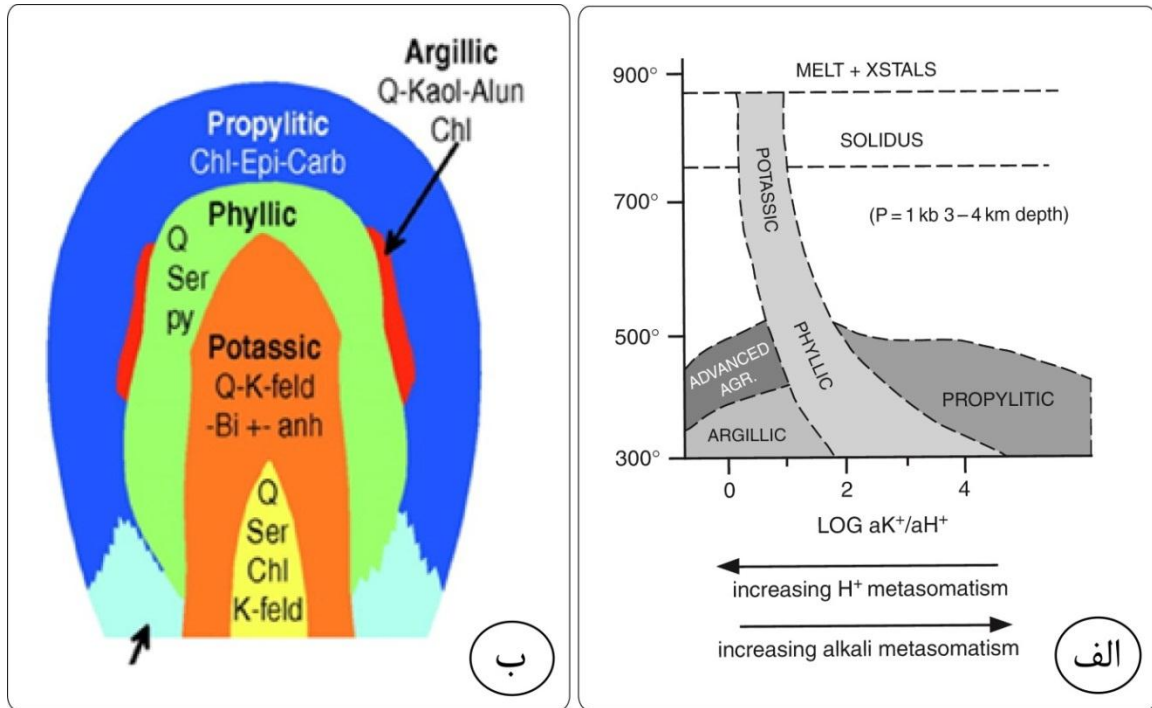 Argillic
Q-Kaol-Alun
Chl
Propylitic
Chl-Epi-Carb
Phyllic
Q
Ser
py
Potassic
Q-K-feld
-Bi +- anh
Q
Ser
Chl
K-feld
ب
900°
700°
500°
300°
MELT + XSTALS
SOLIDUS
(P = 1 kb 3–4 km depth)
POTASSIC
PHYLLIC
ADVANCED
AGR.
ARGILLIC
PROPYLITIC
0
2
4
LOG aK⁺/aH⁺
increasing H⁺ metasomatism
increasing alkali metasomatism
الف